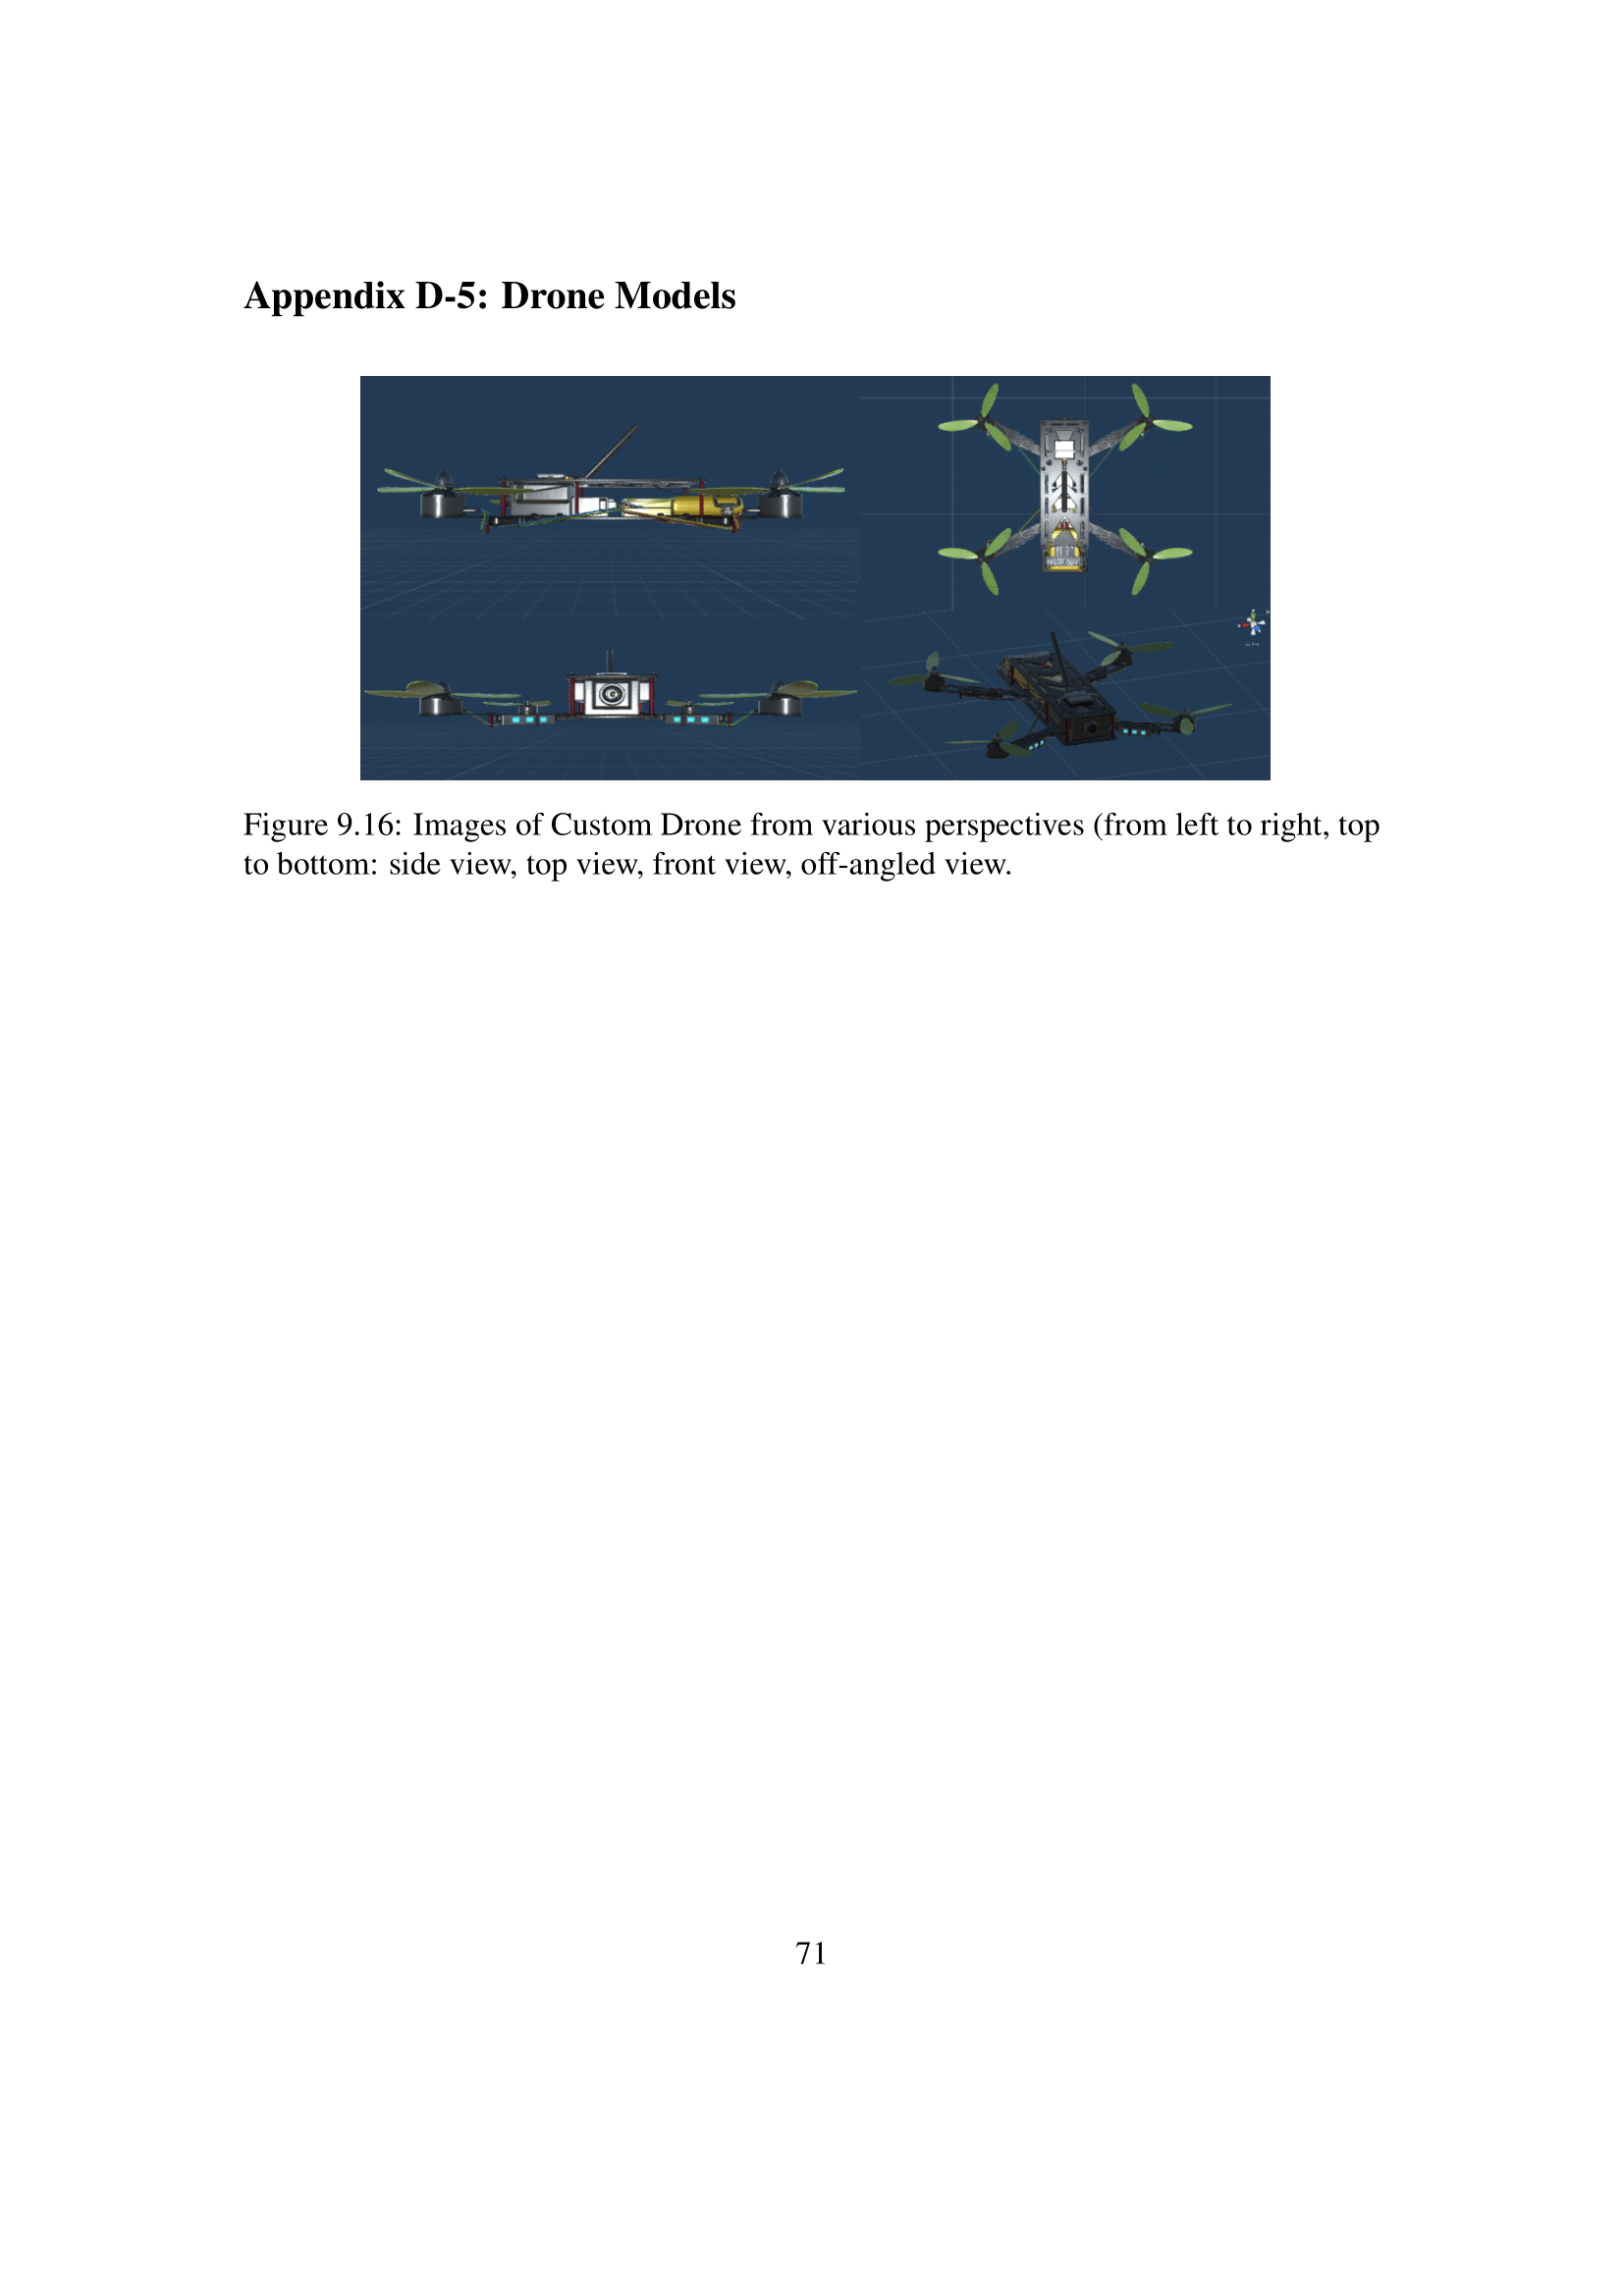 Appendix D-5: Drone Models
Figure 9.16: Images of Custom Drone from various perspectives (from left to right, top
to bottom: side view, top view, front view, off-angled view.
71